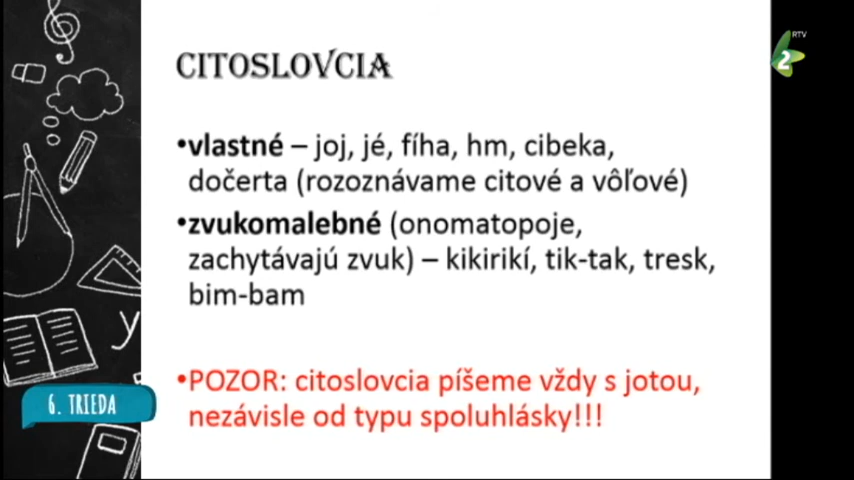 RTV
2
CITOSLOVCIA
•vlastné – joj, jé, fíha, hm, cibeka,
dočerta (rozoznávame citové a vôľové)
•zvukomalebné (onomatopoje,
zachytávajú zvuk) – kikirikí, tik-tak, tresk,
bim-bam
•POZOR: citoslovcia píšeme vždy s jotou,
nezávisle od typu spoluhlásky!!!
y
6. TRIEDA